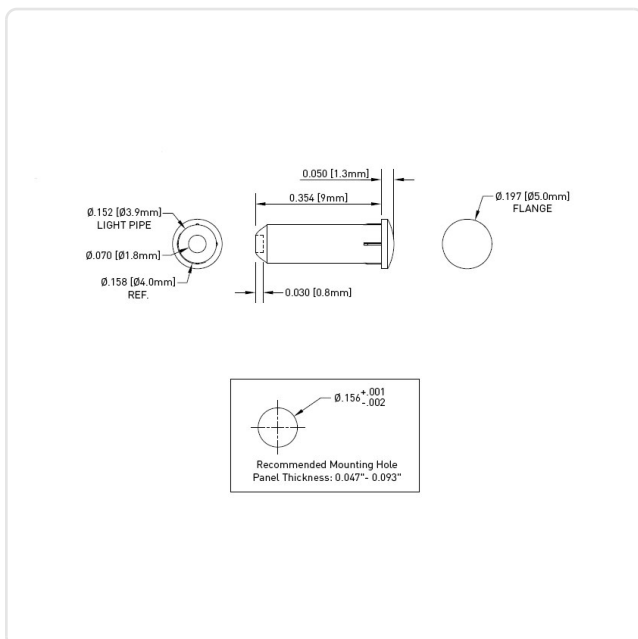 0.050 [1.3mm]
0.354 [9mm]
Ø.197 [Ø5.0mm]
FLANGE
Ø.152 [Ø3.9mm]
LIGHT PIPE
Ø.070 [Ø1.8mm]
Ø.158 [Ø4.0mm]
REF.
0.030 [0.8mm]
Ø.156 +.001
-.002
Recommended Mounting Hole
Panel Thickness: 0.047"- 0.093"